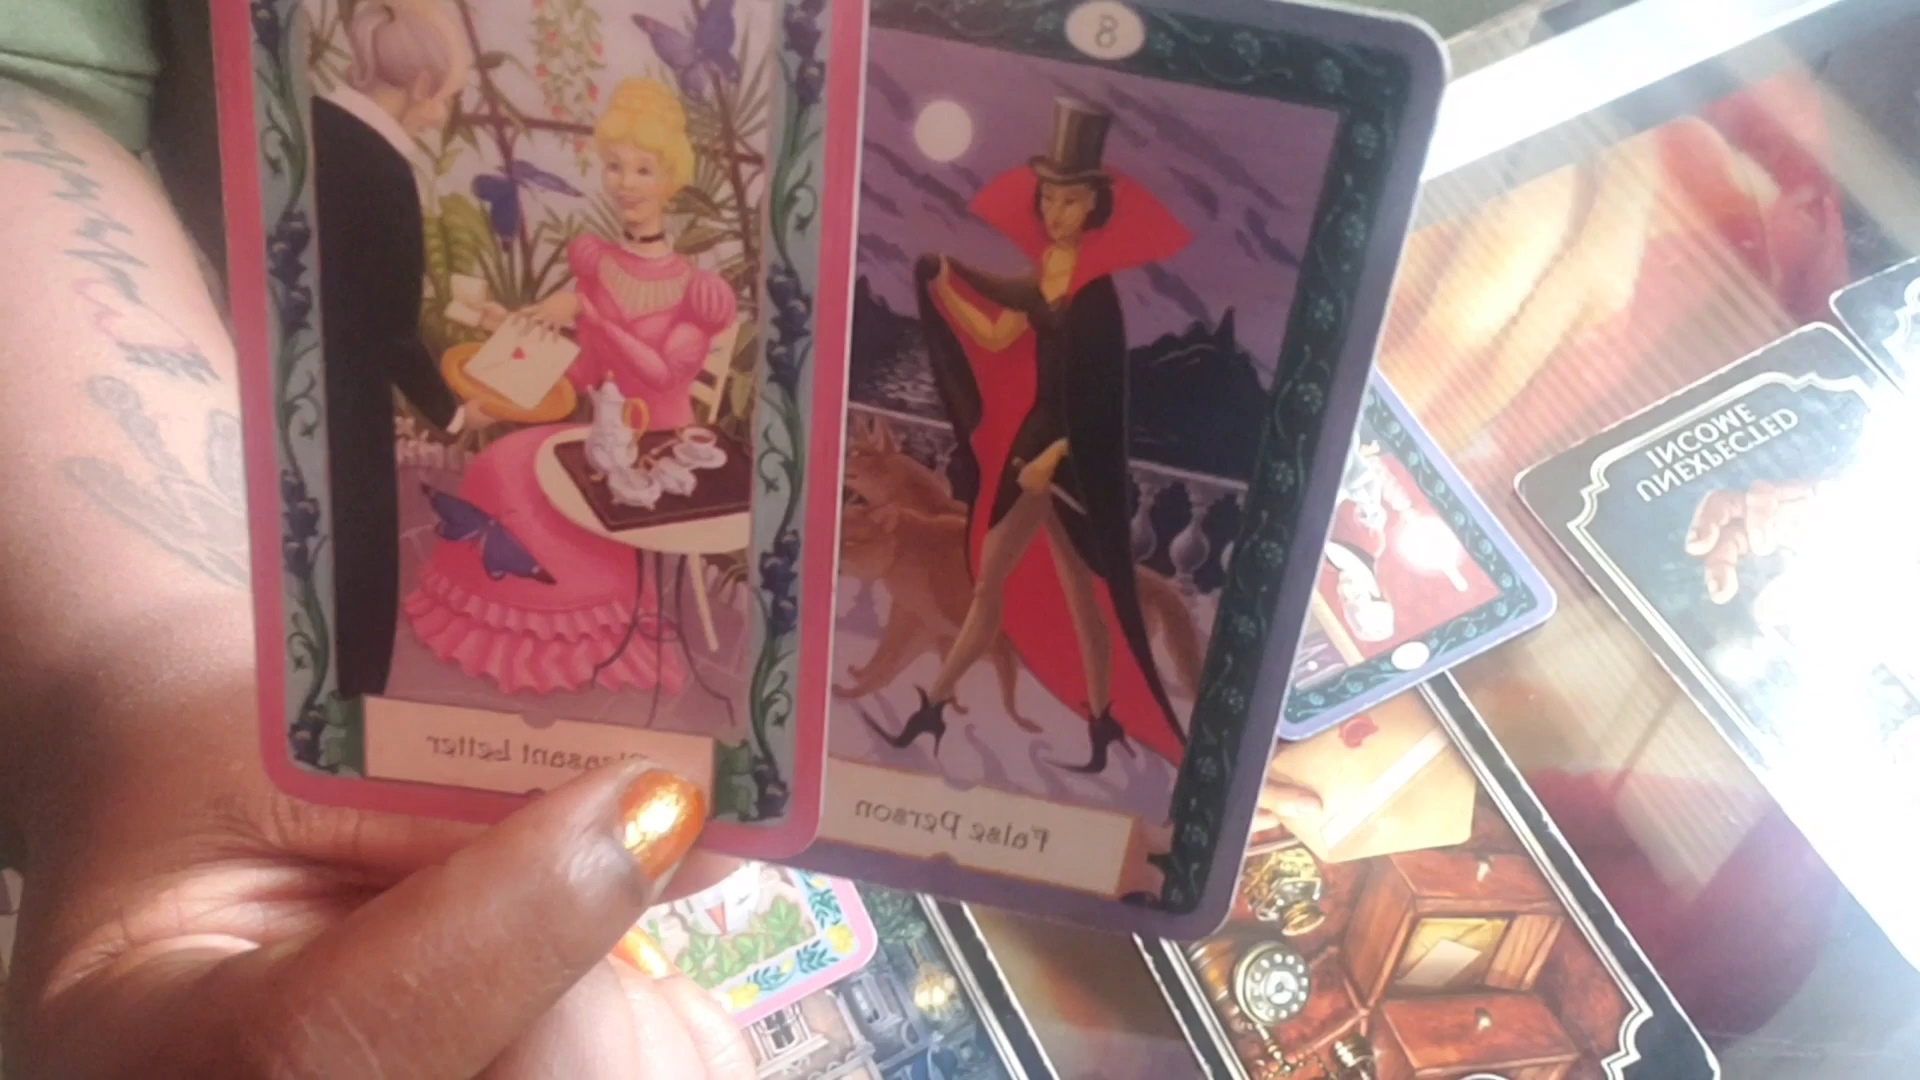 8
Pleasant Letter
False Person
UNEXPECTED
INCOME